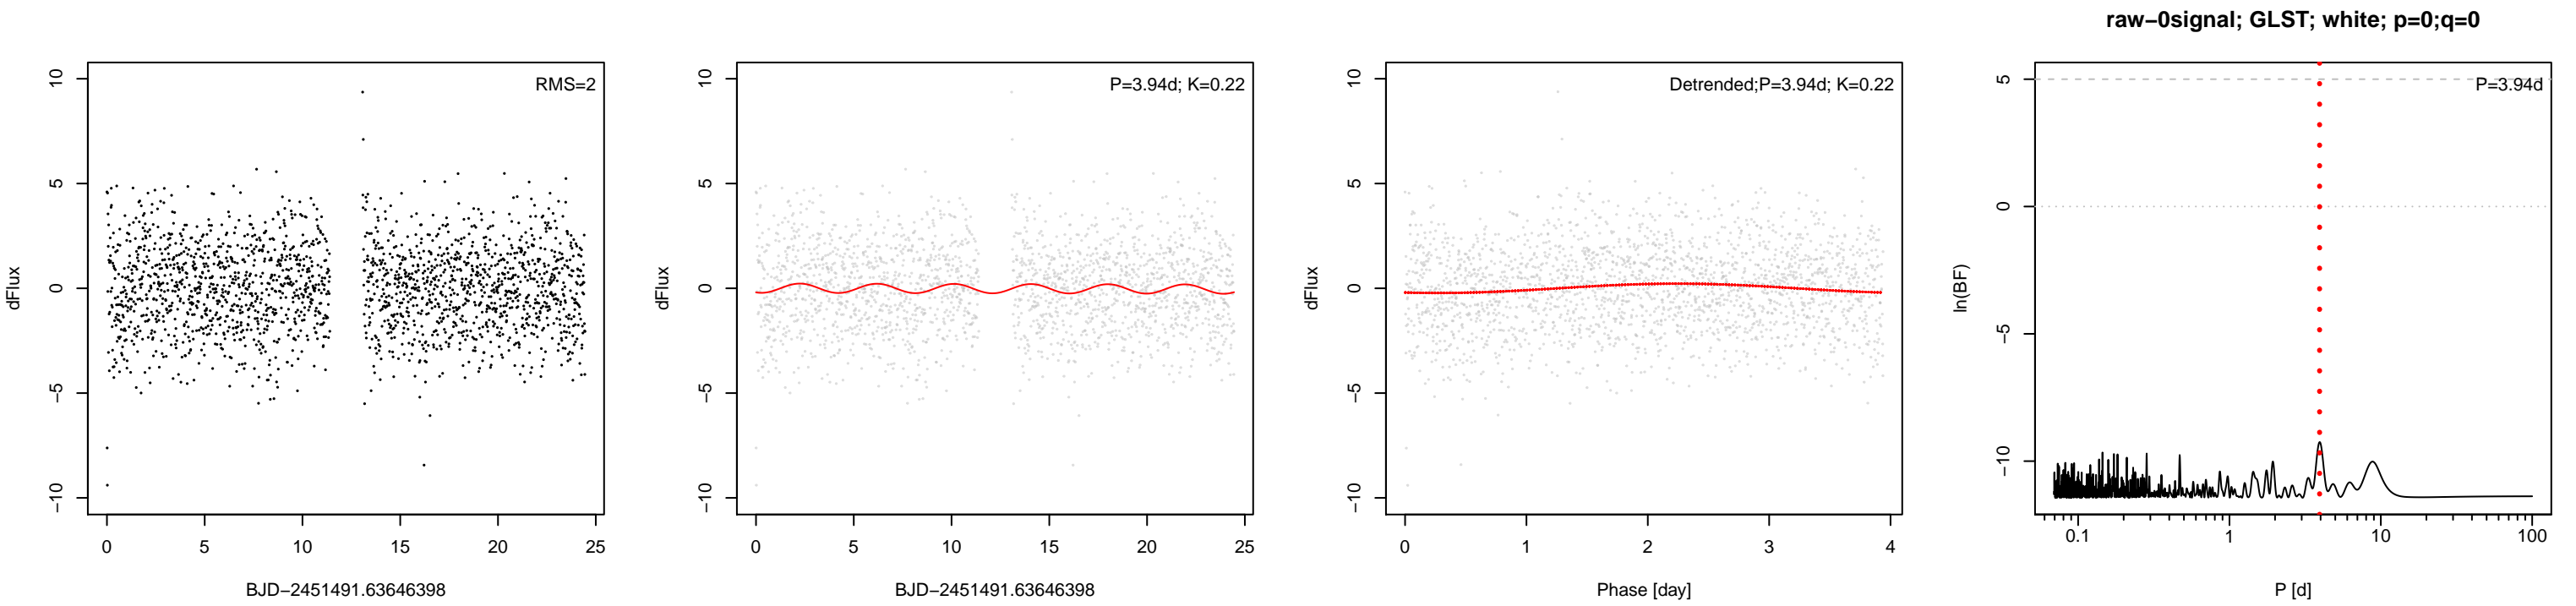 raw−0signal; GLST; white; p=0;q=0
RMS=2
10
5
0
−5
−10
dFlux
0 5 10 15 20 25
BJD−2451491.63646398
P=3.94d; K=0.22
10
5
0
−5
−10
dFlux
0 5 10 15 20 25
BJD−2451491.63646398
Detrended;P=3.94d; K=0.22
10
5
0
−5
−10
dFlux
0 1 2 3 4
Phase [day]
P=3.94d
5
0
−5
−10
ln(BF)
0.1 1 10 100
P [d]